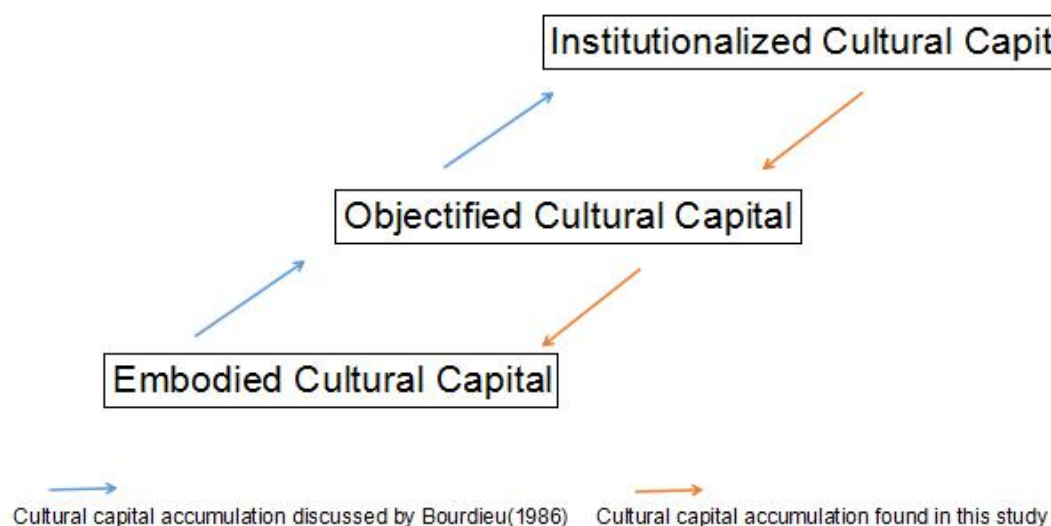 Institutionalized Cultural Capit
Objectified Cultural Capital
Embodied Cultural Capital
Cultural capital accumulation discussed by Bourdieu(1986)
Cultural capital accumulation found in this study